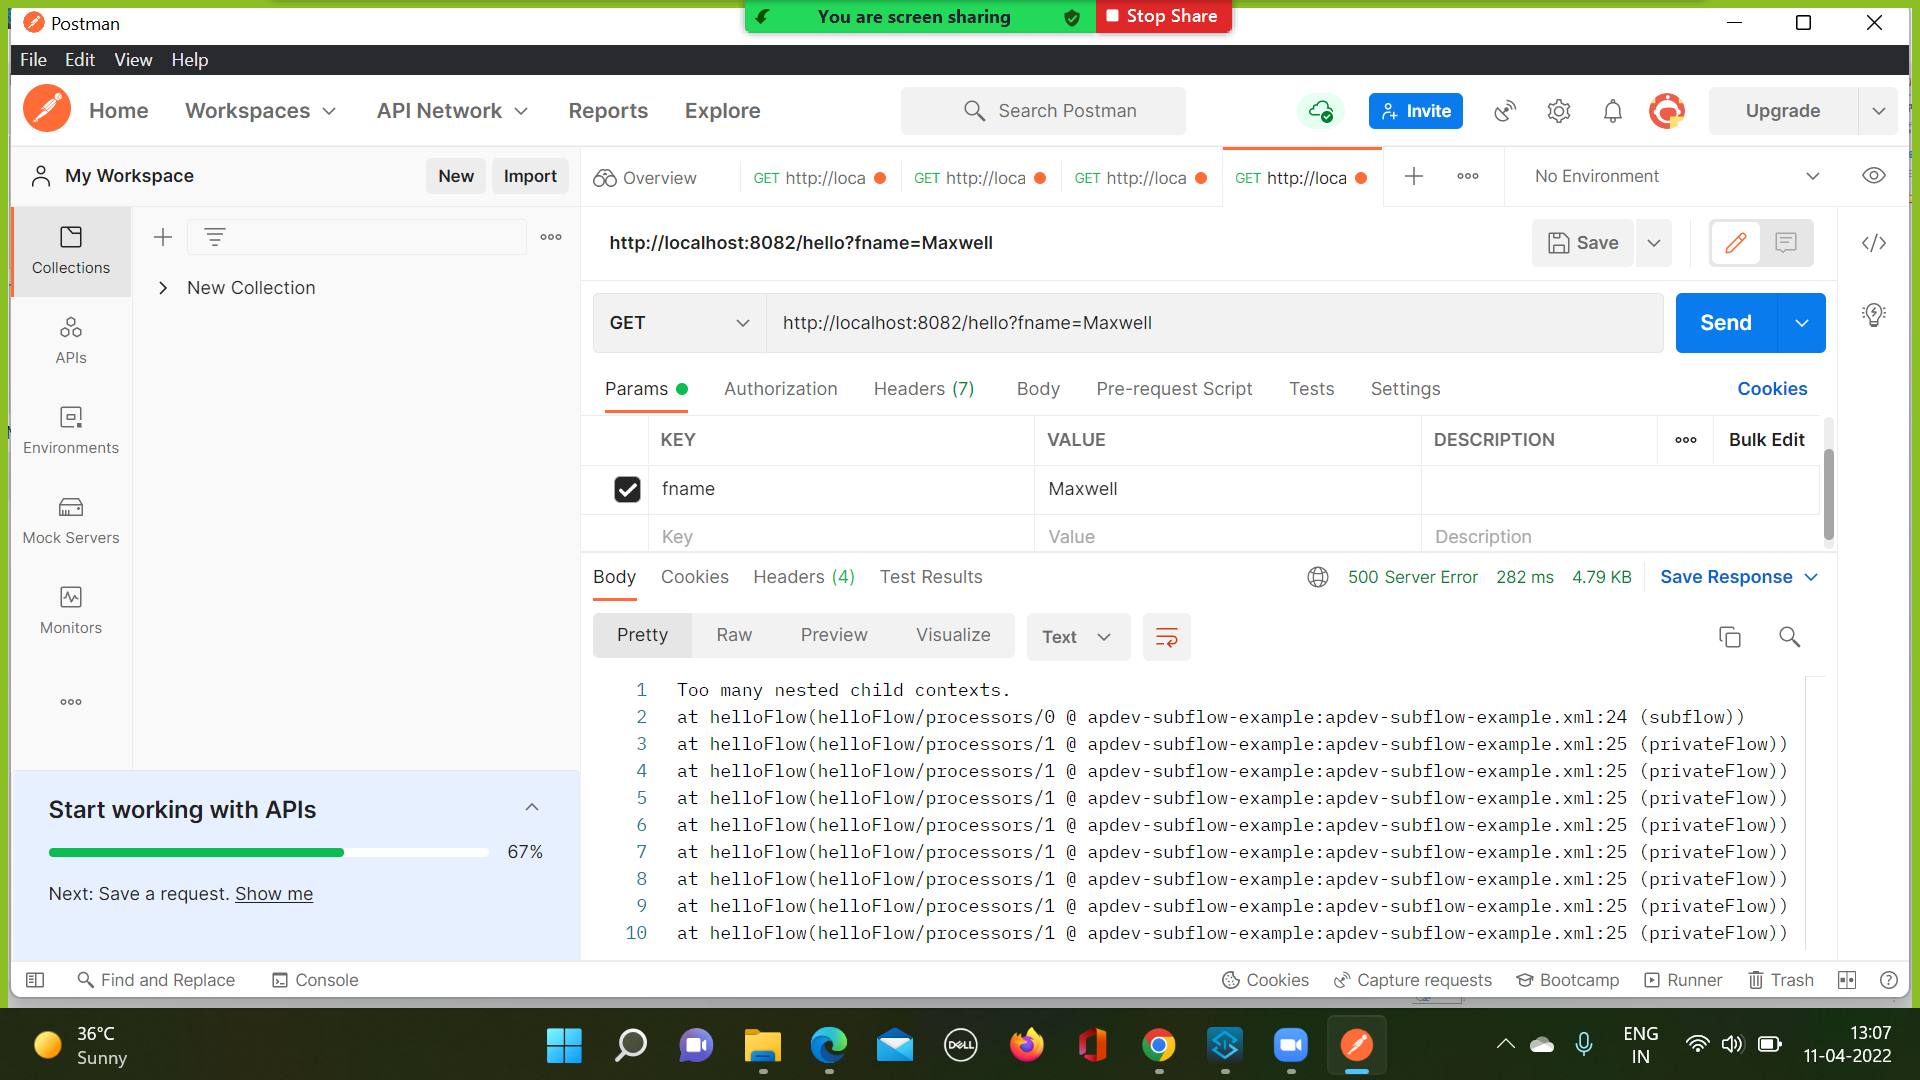 You are screen sharing
Stop Share
Postman
File Edit View Help
Home Workspaces API Network Reports Explore
Search Postman
Invite
Upgrade
My Workspace
New Import
Overview
GET http://loca
GET http://loca
GET http://loca
GET http://loca
No Environment
Collections
APIs
Environments
Mock Servers
Monitors
New Collection
http://localhost:8082/hello?fname=Maxwell
Save
GET http://localhost:8082/hello?fname=Maxwell
Send
Params Authorization Headers (7) Body Pre-request Script Tests Settings Cookies
KEY VALUE DESCRIPTION Bulk Edit
fname Maxwell
Key Value Description
Body Cookies Headers (4) Test Results 500 Server Error 282 ms 4.79 KB Save Response
Pretty Raw Preview Visualize Text
1 Too many nested child contexts.
2 at helloFlow(helloFlow/processors/0 @ apdev-subflow-example:apdev-subflow-example.xml:24 (subflow))
3 at helloFlow(helloFlow/processors/1 @ apdev-subflow-example:apdev-subflow-example.xml:25 (privateFlow))
4 at helloFlow(helloFlow/processors/1 @ apdev-subflow-example:apdev-subflow-example.xml:25 (privateFlow))
5 at helloFlow(helloFlow/processors/1 @ apdev-subflow-example:apdev-subflow-example.xml:25 (privateFlow))
6 at helloFlow(helloFlow/processors/1 @ apdev-subflow-example:apdev-subflow-example.xml:25 (privateFlow))
7 at helloFlow(helloFlow/processors/1 @ apdev-subflow-example:apdev-subflow-example.xml:25 (privateFlow))
8 at helloFlow(helloFlow/processors/1 @ apdev-subflow-example:apdev-subflow-example.xml:25 (privateFlow))
9 at helloFlow(helloFlow/processors/1 @ apdev-subflow-example:apdev-subflow-example.xml:25 (privateFlow))
10 at helloFlow(helloFlow/processors/1 @ apdev-subflow-example:apdev-subflow-example.xml:25 (privateFlow))
Start working with APIs
67%
Next: Save a request. Show me
Find and Replace Console Cookies Capture requests Bootcamp Runner Trash
36°C
Sunny
DELL
ENG
IN
13:07
11-04-2022